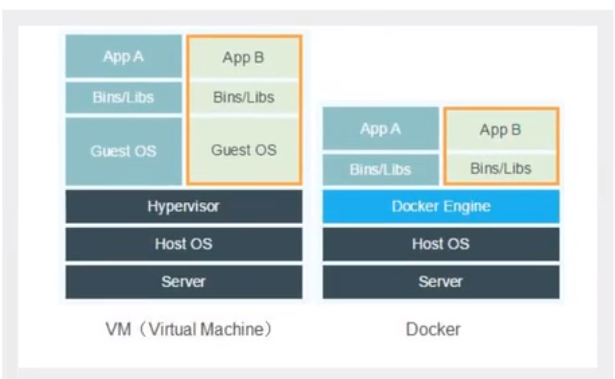 App A
App B
Bins/Libs
Bins/Libs
Guest OS
Guest OS
Hypervisor
Host OS
Server
VM（Virtual Machine）
App A
App B
Bins/Libs
Bins/Libs
Docker Engine
Host OS
Server
Docker